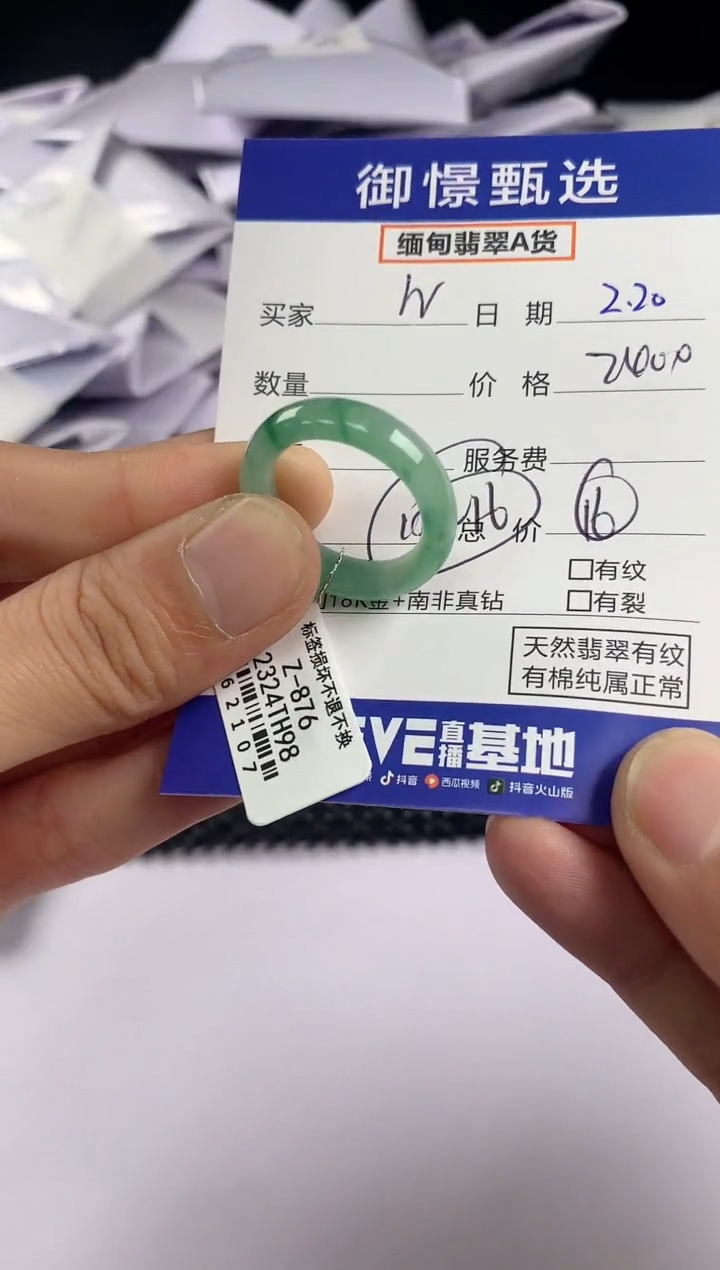 御憬甄选
缅甸翡翠A货
买家 W 日期 2.20
数量 价格
服务费
16 总价 16
18K金+南非真钻
□有纹
□有裂
天然翡翠有纹
有棉纯属正常
标签损坏不退不换
Z-876
2324TH98
62107
VE直播基地
抖音 西瓜视频 抖音火山版